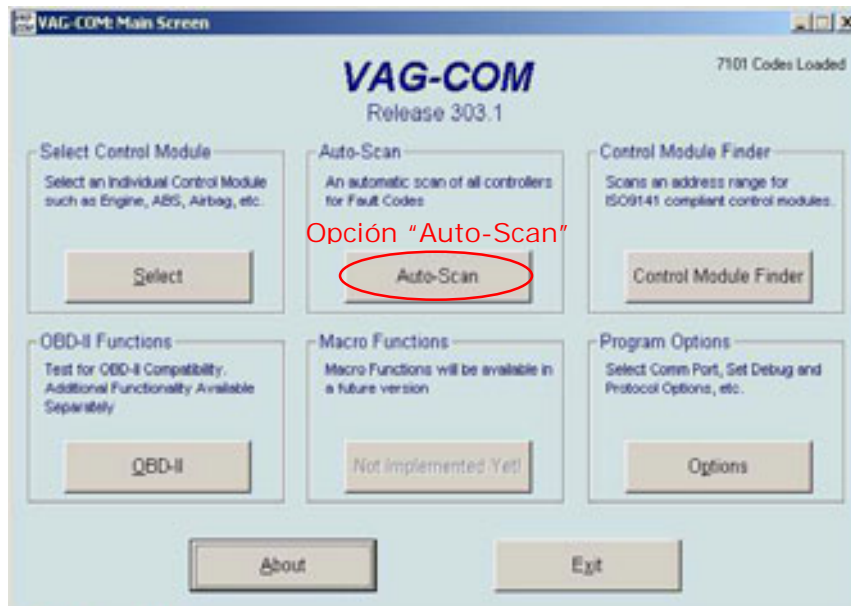 VAG-COM: Main Screen
VAG-COM
Release 303.1
7101 Codes Loaded
Select Control Module
Select an Individual Control Module
such as Engine, ABS, Airbag, etc.
Select
Auto-Scan
An automatic scan of all controllers
for Fault Codes
Opción “Auto-Scan”
Auto-Scan
Control Module Finder
Scans an address range for
ISO9141 compliant control modules.
Control Module Finder
OBD-II Functions
Test for OBD-II Compatibility.
Additional Functionality Available
Separately
OBD-II
Macro Functions
Macro Functions will be available in
a future version
Not Implemented Yet!
Program Options
Select Comm Port, Set Debug and
Protocol Options, etc.
Options
About
Exit